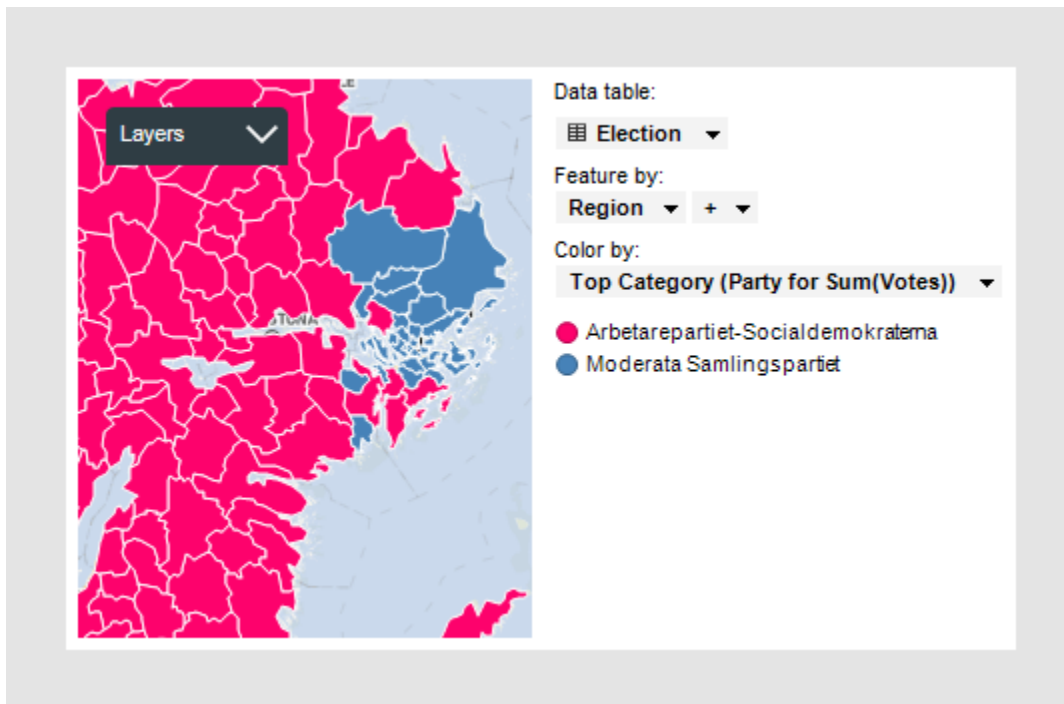 Layers
Data table:
Election
Feature by:
Region +
Color by:
Top Category (Party for Sum(Votes))
Arbetarepartiet-Socialdemokraterna
Moderata Samlingspartiet